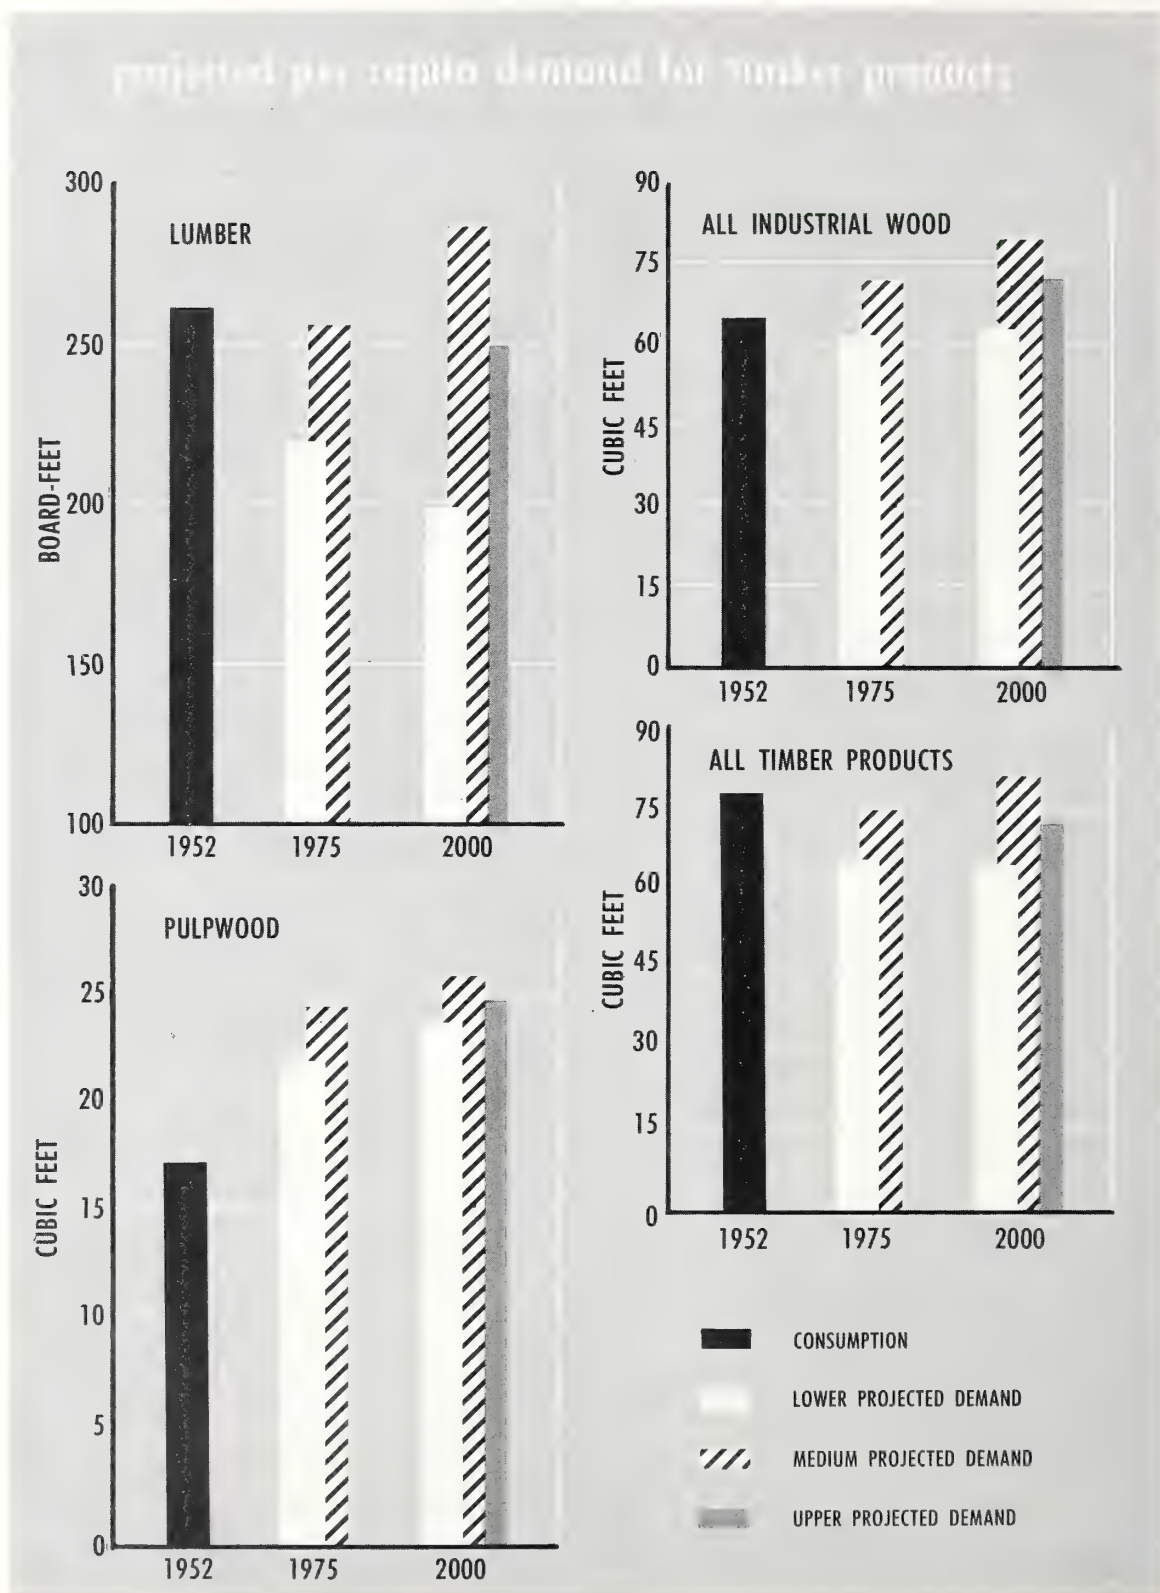 projected per capita demand for timber products
300
LUMBER
250
200
150
100
BOARD-FEET
1952 1975 2000
90
ALL INDUSTRIAL WOOD
75
60
45
30
15
0
CUBIC FEET
1952 1975 2000
30
PULPWOOD
25
20
15
10
5
0
CUBIC FEET
1952 1975 2000
90
ALL TIMBER PRODUCTS
75
60
45
30
15
0
CUBIC FEET
1952 1975 2000
CONSUMPTION
LOWER PROJECTED DEMAND
MEDIUM PROJECTED DEMAND
UPPER PROJECTED DEMAND